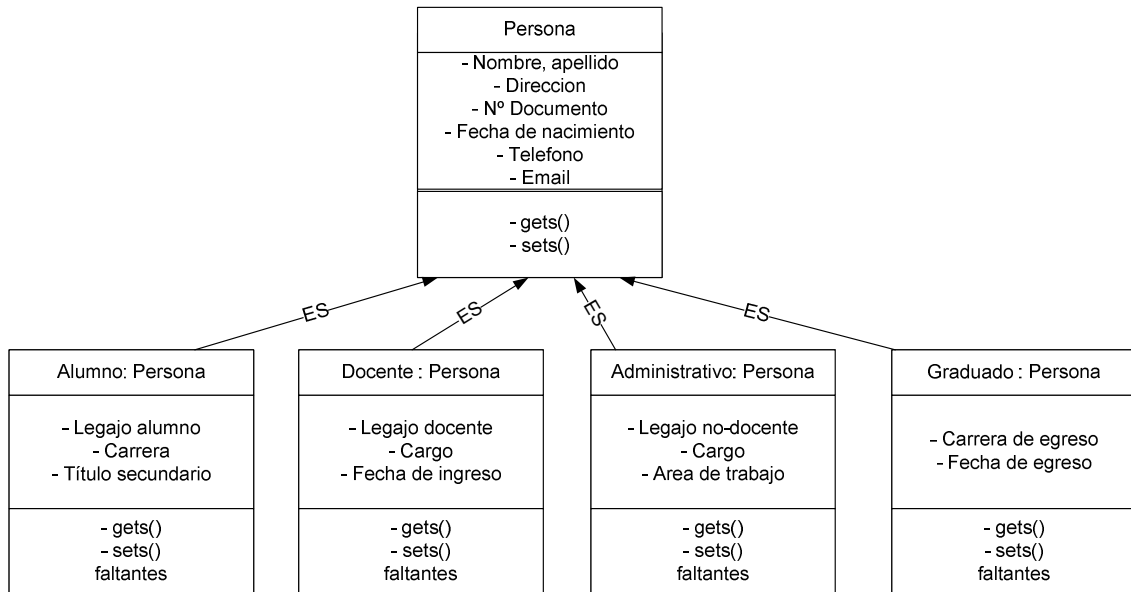 Persona
- Nombre, apellido
- Direccion
- Nº Documento
- Fecha de nacimiento
- Telefono
- Email
- gets()
- sets()
ES
ES
ES
ES
Alumno: Persona
- Legajo alumno
- Carrera
- Título secundario
- gets()
- sets()
faltantes
Docente : Persona
- Legajo docente
- Cargo
- Fecha de ingreso
- gets()
- sets()
faltantes
Administrativo: Persona
- Legajo no-docente
- Cargo
- Area de trabajo
- gets()
- sets()
faltantes
Graduado : Persona
- Carrera de egreso
- Fecha de egreso
- gets()
- sets()
faltantes